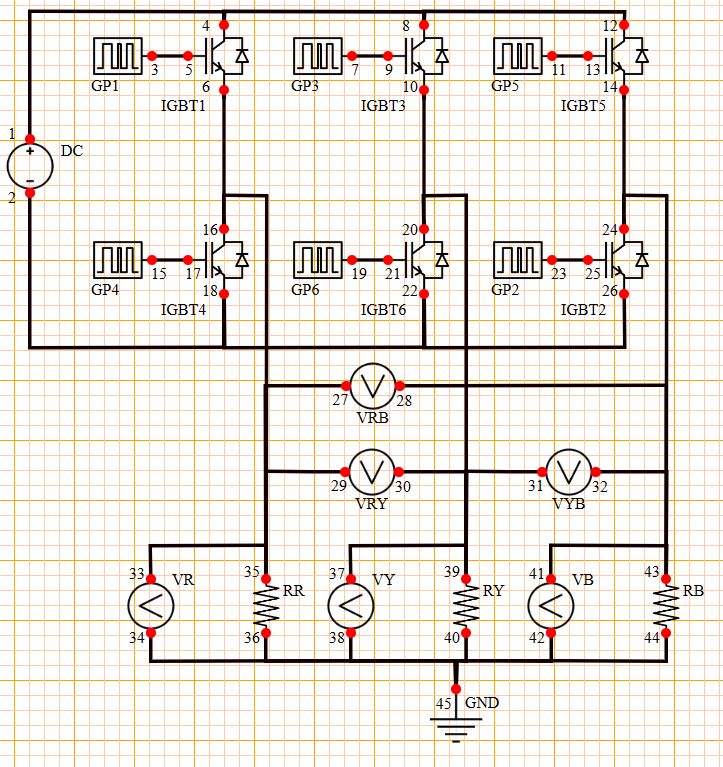 4 8 12
3 5 7 9 11 13
GP1 6 GP3 10 GP5 14
IGBT1 IGBT3 IGBT5
1
+ DC
−
2
16 20 24
15 17 19 21 23 25
GP4 18 GP6 22 GP2 26
IGBT4 IGBT6 IGBT2
V
27 28
VRB
V V
29 30 31 32
VRY VYB
33 VR 35 37 VY 39 41 VB 43
RR RY RB
V V V
34 36 38 40 42 44
45 GND